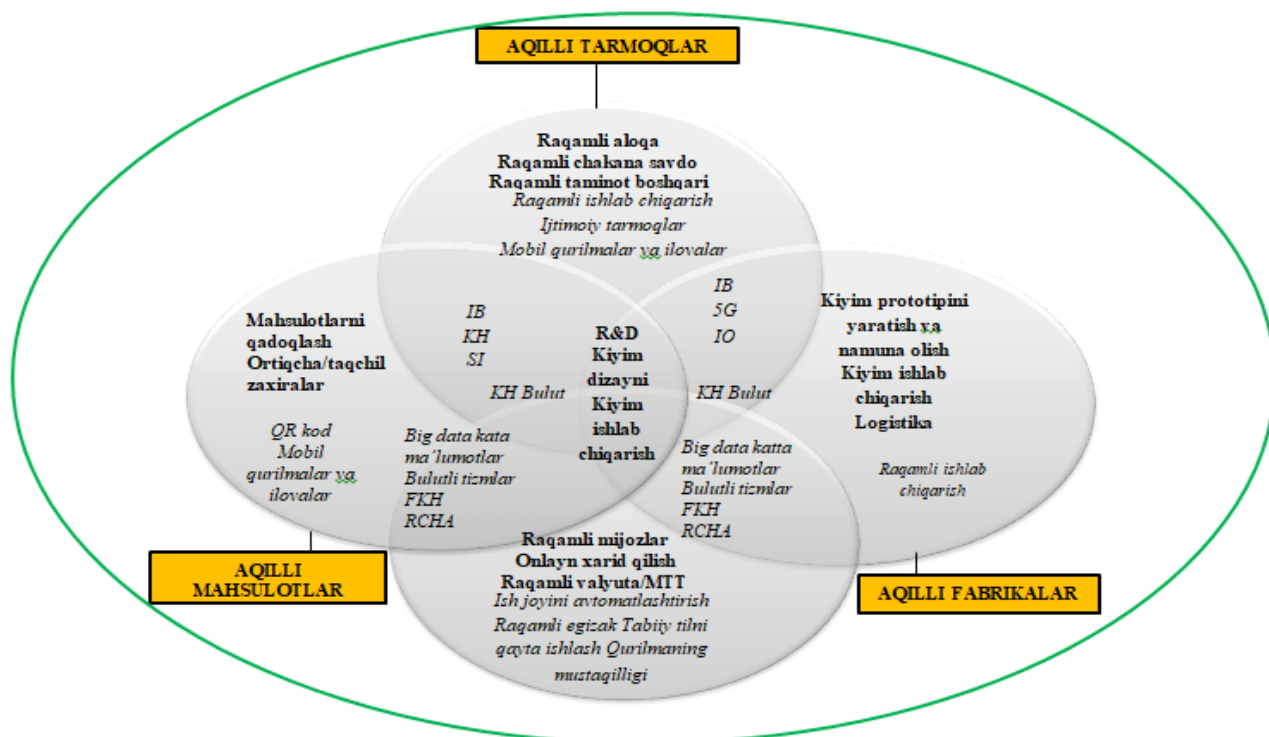 AQILLI TARMOQLAR
Raqamli aloqa
Raqamli chakana savdo
Raqamli taminot boshqari
Raqamli ishlab chiqarish
Ijtimoiy tarmoqlar
Mobil qurilmalar va ilovalar
Mahsulotlarni
qadoqlash
Ortiqcha/taqchil
zaxiralar
QR kod
Mobil
qurilmalar va
ilovalar
IB
KH
SI
KH Bulut
R&D
Kiyim
dizayni
Kiyim
ishlab
chiqarish
IB
5G
IO
KH Bulut
Kiyim prototipini
yaratish va
namuna olish
Kiyim ishlab
chiqarish
Logistika
Raqamli ishlab
chiqarish
Big data kata
ma'lumotlar
Bulutli tizmlar
FKH
RCHA
Big data katta
ma'lumotlar
Bulutli tizmlar
FKH
RCHA
Raqamli mijozlar
Onlayn xarid qilish
Raqamli valyuta/MTT
Ish joyini avtomatlashtirish
Raqamli egizak Tabiiy tilni
qayta ishlash Qurilmaning
mustaqilligi
AQILLI
MAHSULOTLAR
AQILLI FABRIKALAR